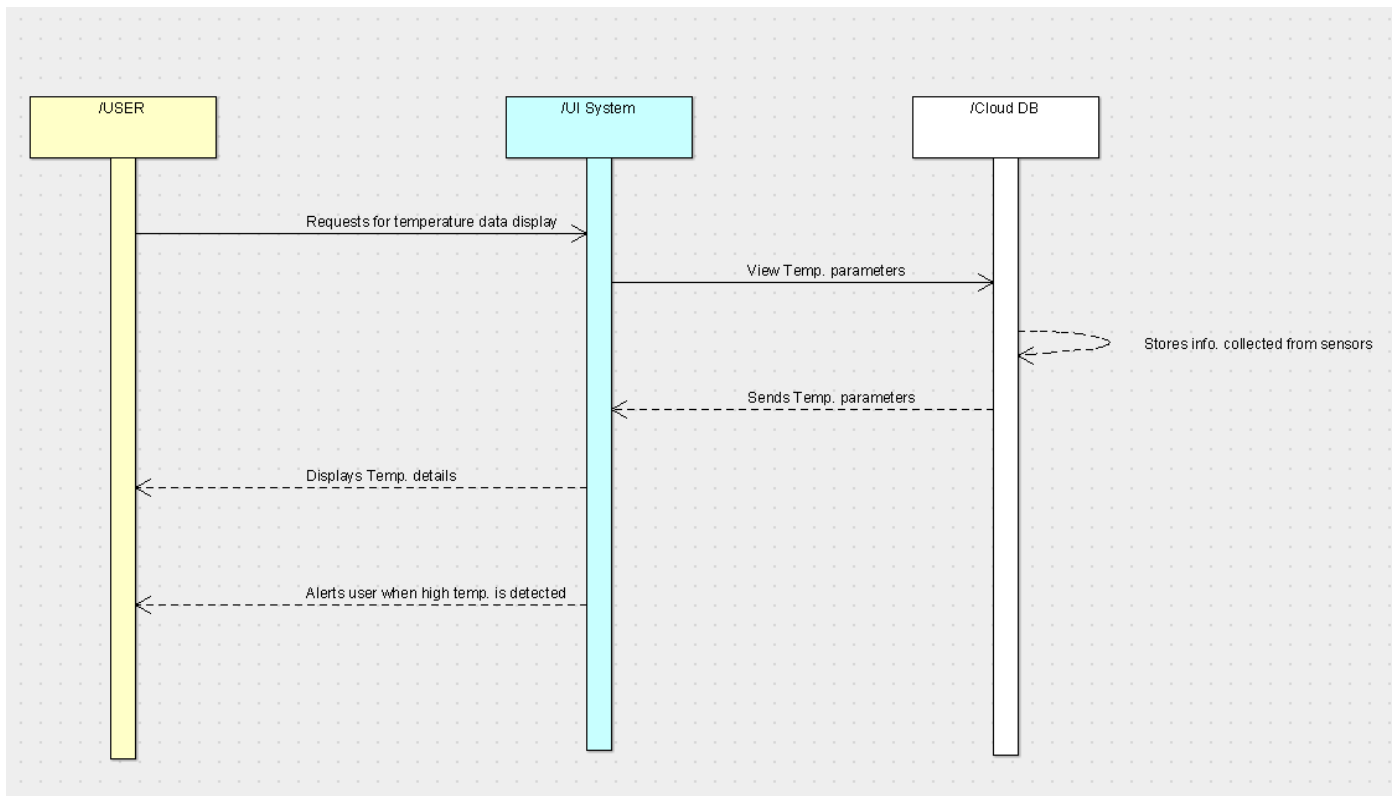 /USER
/UI System
/Cloud DB
Requests for temperature data display
View Temp. parameters
Stores info. collected from sensors
Sends Temp. parameters
Displays Temp. details
Alerts user when high temp. is detected